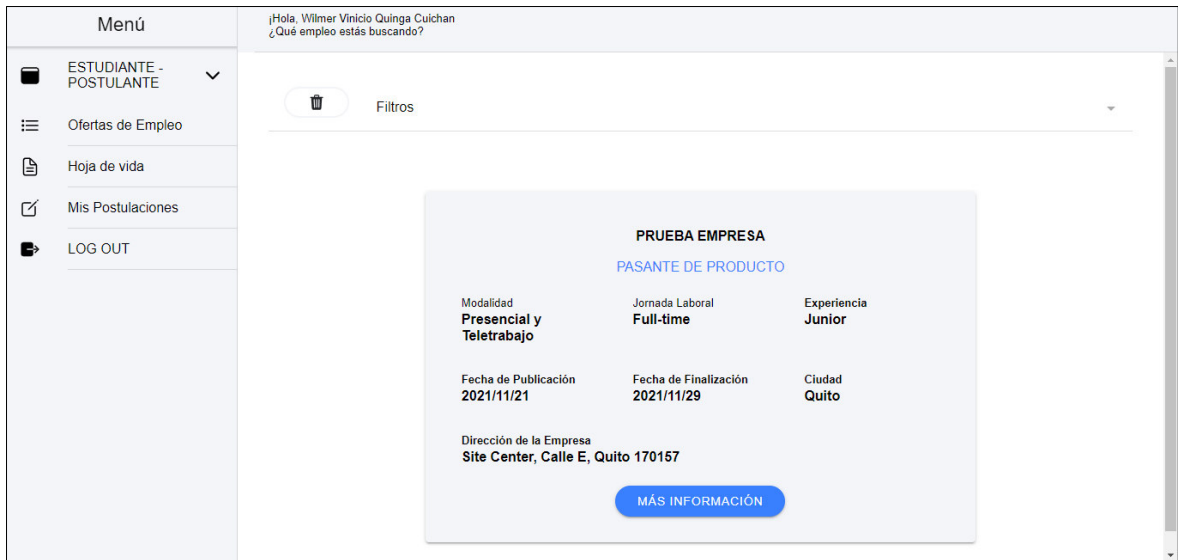 Menú
ESTUDIANTE -
POSTULANTE
Ofertas de Empleo
Hoja de vida
Mis Postulaciones
LOG OUT
¡Hola, Wilmer Vinicio Quinga Cuichan
¿Qué empleo estás buscando?
Filtros
PRUEBA EMPRESA
PASANTE DE PRODUCTO
Modalidad
Presencial y
Teletrabajo
Jornada Laboral
Full-time
Experiencia
Junior
Fecha de Publicación
2021/11/21
Fecha de Finalización
2021/11/29
Ciudad
Quito
Dirección de la Empresa
Site Center, Calle E, Quito 170157
MÁS INFORMACIÓN